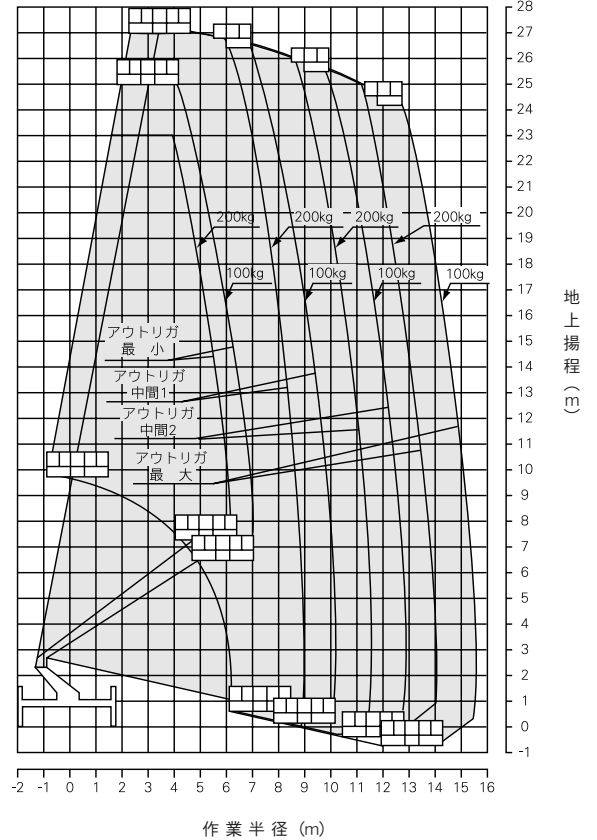 28
27
26
25
24
23
22
21
20
19
18
17
16
15
14
13
12
11
10
9
8
7
6
5
4
3
2
1
0
-1
200kg
200kg
200kg
200kg
100kg
100kg
100kg
100kg
アウトリガ
最 小
アウトリガ
中間1
アウトリガ
中間2
アウトリガ
最 大
地上揚程(m)
-2 -1 0 1 2 3 4 5 6 7 8 9 10 11 12 13 14 15 16
作業半径 (m)